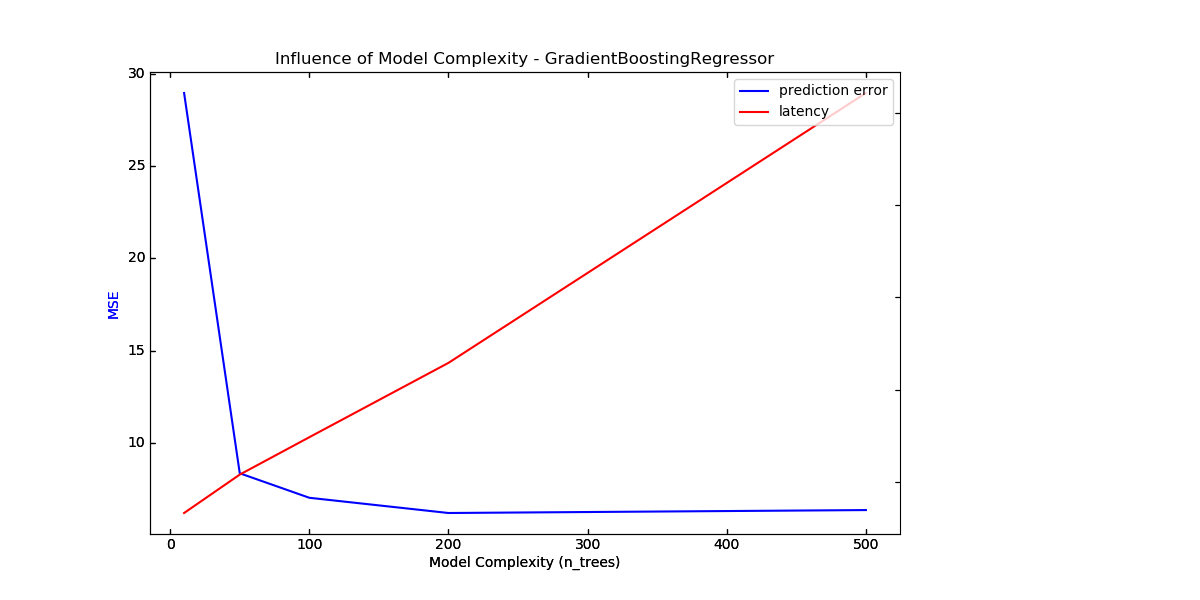 Influence of Model Complexity - GradientBoostingRegressor
prediction error
latency
30
25
20
15
10
MSE
0 100 200 300 400 500
Model Complexity (n_trees)